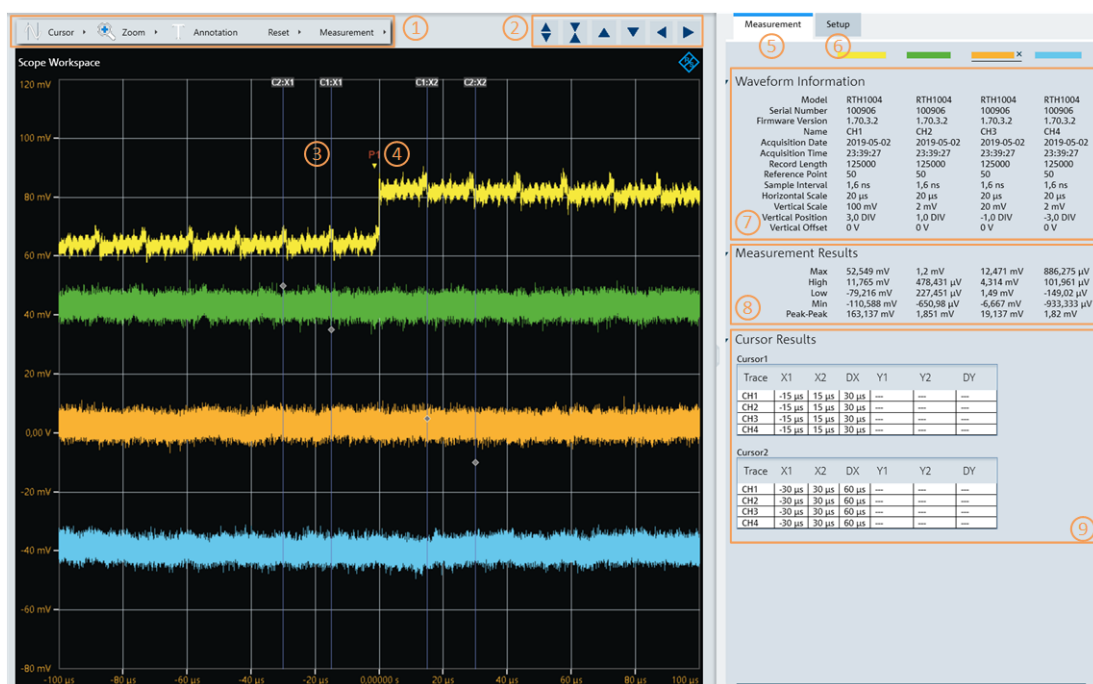 Cursor Zoom Annotation Reset Measurement 1 2
Measurement Setup
5 6
Scope Workspace
C2:X1 C1:X1 C1:X2 C2:X2
120 mV
100 mV
80 mV
60 mV
40 mV
20 mV
0,00 V
-20 mV
-40 mV
-60 mV
-80 mV
3 P1 4
-100 µs -80 µs -60 µs -40 µs -20 µs 0,00000 s 20 µs 40 µs 60 µs 80 µs 100 µs
Waveform Information
Model RTH1004 RTH1004 RTH1004 RTH1004
Serial Number 100906 100906 100906 100906
Firmware Version 1.70.3.2 1.70.3.2 1.70.3.2 1.70.3.2
Name CH1 CH2 CH3 CH4
Acquisition Date 2019-05-02 2019-05-02 2019-05-02 2019-05-02
Acquisition Time 23:39:27 23:39:27 23:39:27 23:39:27
Record Length 125000 125000 125000 125000
Reference Point 50 50 50 50
Sample Interval 1,6 ns 1,6 ns 1,6 ns 1,6 ns
Horizontal Scale 20 µs 20 µs 20 µs 20 µs
Vertical Scale 100 mV 2 mV 20 mV 2 mV
7 Vertical Position 3,0 DIV 1,0 DIV -1,0 DIV -3,0 DIV
Vertical Offset 0 V 0 V 0 V 0 V
Measurement Results
Max 52,549 mV 1,2 mV 12,471 mV 886,275 µV
High 11,765 mV 478,431 µV 4,314 mV 101,961 µV
Low -79,216 mV 227,451 µV 1,49 mV -149,02 µV
8 Min -110,588 mV -650,98 µV -6,667 mV -933,333 µV
Peak-Peak 163,137 mV 1,851 mV 19,137 mV 1,82 mV
Cursor Results
Cursor1
Trace X1 X2 DX Y1 Y2 DY
CH1 -15 µs 15 µs 30 µs --- --- ---
CH2 -15 µs 15 µs 30 µs --- --- ---
CH3 -15 µs 15 µs 30 µs --- --- ---
CH4 -15 µs 15 µs 30 µs --- --- ---
Cursor2
Trace X1 X2 DX Y1 Y2 DY
CH1 -30 µs 30 µs 60 µs --- --- ---
CH2 -30 µs 30 µs 60 µs --- --- ---
CH3 -30 µs 30 µs 60 µs --- --- ---
CH4 -30 µs 30 µs 60 µs --- --- ---
9